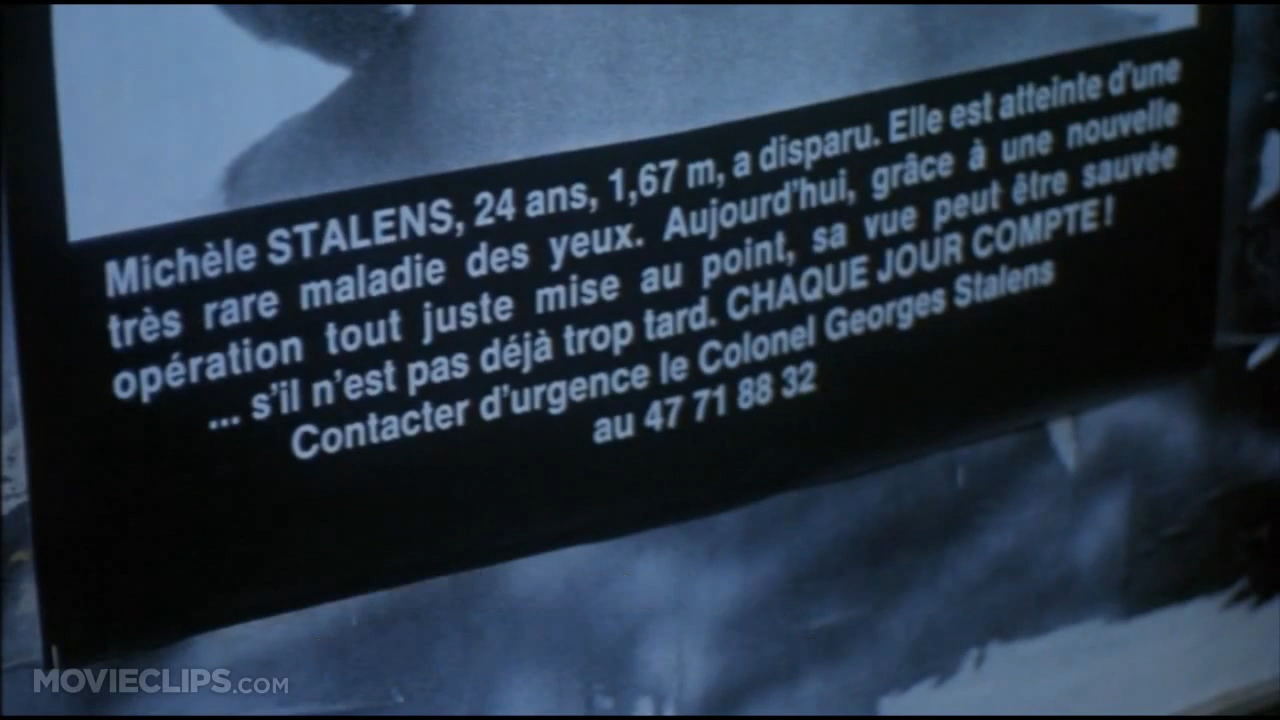 Michèle STALENS, 24 ans, 1,67 m, a disparu. Elle est atteinte d'une
très rare maladie des yeux. Aujourd'hui, grâce à une nouvelle
opération tout juste mise au point, sa vue peut être sauvée
... s'il n'est pas déjà trop tard. CHAQUE JOUR COMPTE !
Contacter d'urgence le Colonel Georges Stalens
au 47 71 88 32
MOVIECLIPS.COM